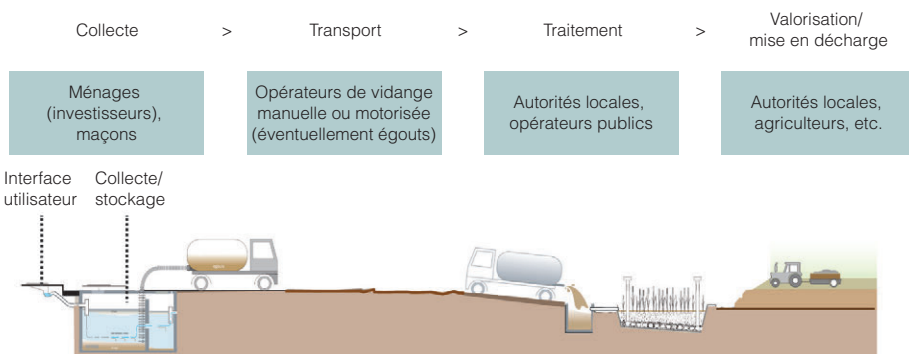 Collecte > Transport > Traitement > Valorisation/
mise en décharge
Ménages
(investisseurs),
maçons
Opérateurs de vidange
manuelle ou motorisée
(éventuellement égouts)
Autorités locales,
opérateurs publics
Autorités locales,
agriculteurs, etc.
Interface
utilisateur
Collecte/
stockage